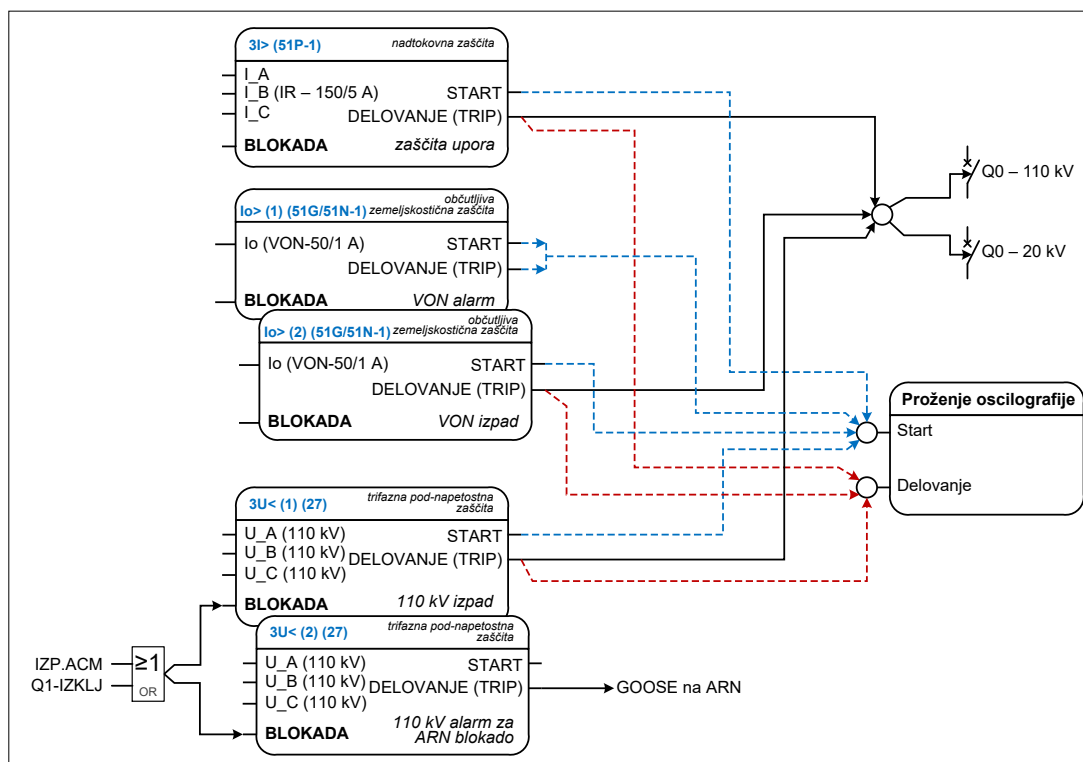 3I> (51P-1)
nadtokovna zaščita
I_A
I_B (IR – 150/5 A)
I_C
START
DELOVANJE (TRIP)
BLOKADA
zaščita upora
Io> (1) (51G/51N-1)
občutljiva
zemeljskostična zaščita
Io (VON-50/1 A)
START
DELOVANJE (TRIP)
BLOKADA
VON alarm
Io> (2) (51G/51N-1)
občutljiva
zemeljskostična zaščita
Io (VON-50/1 A)
START
DELOVANJE (TRIP)
BLOKADA
VON izpad
Q0 – 110 kV
Q0 – 20 kV
Proženje oscilografije
Start
Delovanje
3U< (1) (27)
trifazna pod-napetostna
zaščita
U_A (110 kV)
U_B (110 kV)
U_C (110 kV)
START
DELOVANJE (TRIP)
BLOKADA
110 kV izpad
3U< (2) (27)
trifazna pod-napetostna
zaščita
U_A (110 kV)
U_B (110 kV)
U_C (110 kV)
START
DELOVANJE (TRIP)
BLOKADA
110 kV alarm za
ARN blokado
IZP.ACM
Q1-IZKLJ
≥1
OR
GOOSE na ARN